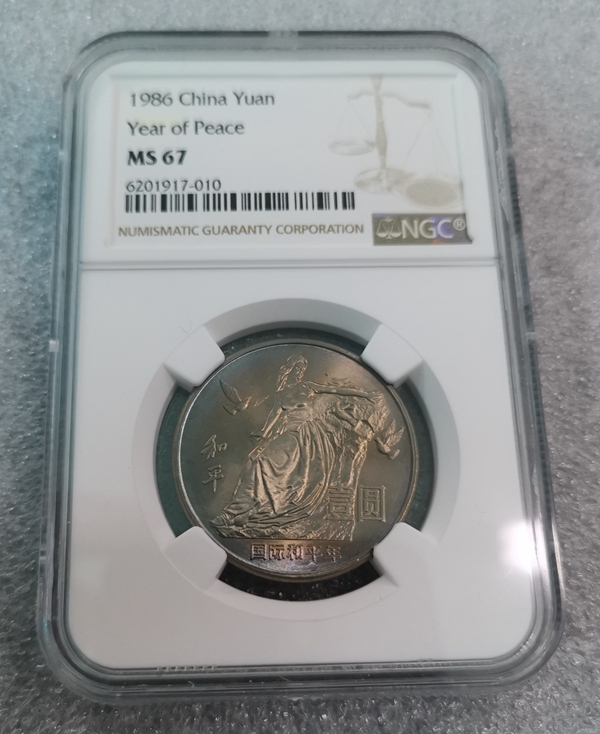 1986 China Yuan
Year of Peace
MS 67
6201917-010
NUMISMATIC GUARANTY CORPORATION
NGC®
和平
壹圆
国际和平年